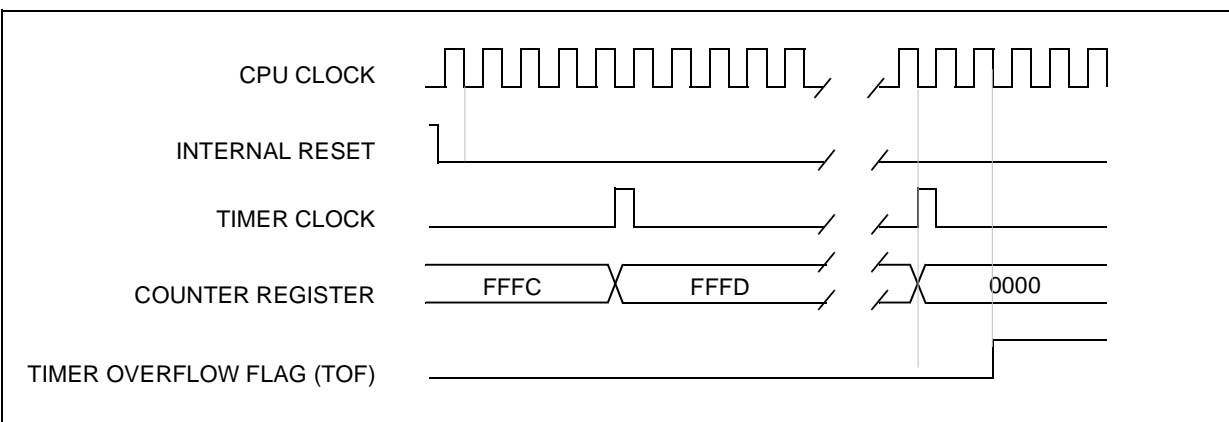 CPU CLOCK
INTERNAL RESET
TIMER CLOCK
COUNTER REGISTER FFFC FFFD 0000
TIMER OVERFLOW FLAG (TOF)